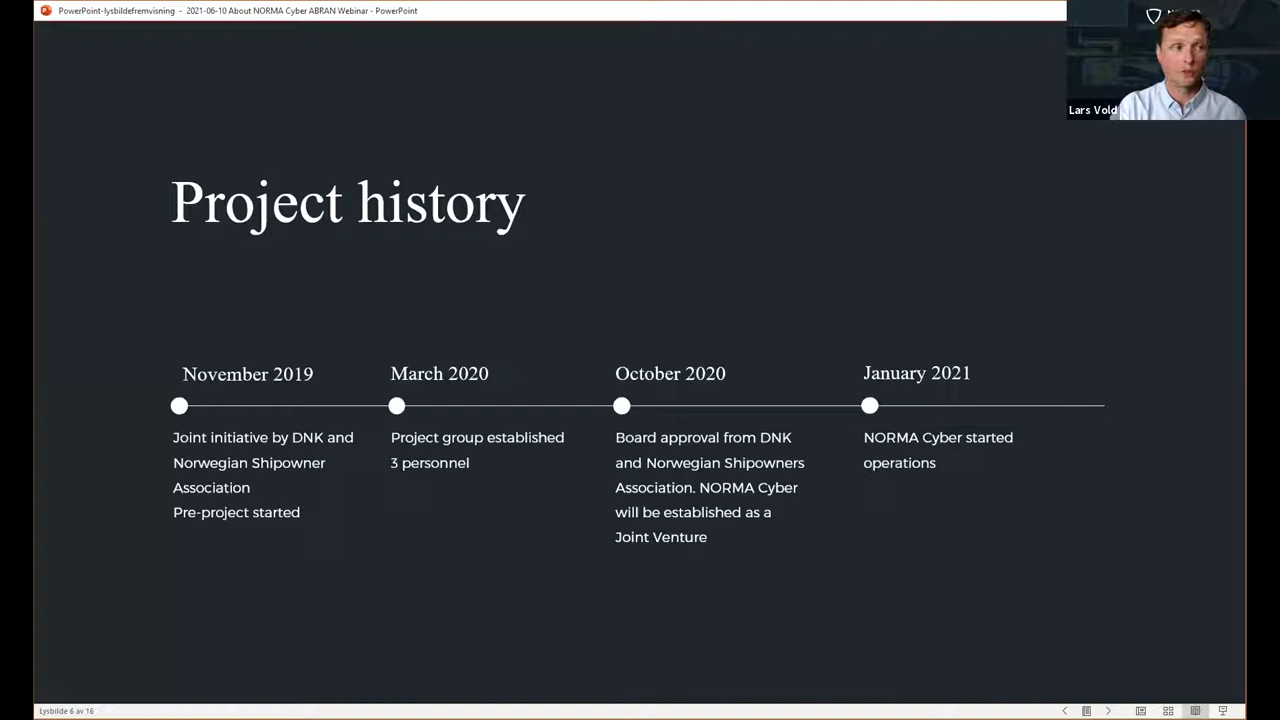 PowerPoint-lysbildefremvisning - 2021-06-10 About NORMA Cyber ABRAN Webinar - PowerPoint
Lars Vold
Project history
November 2019
Joint initiative by DNK and
Norwegian Shipowner
Association
Pre-project started
March 2020
Project group established
3 personnel
October 2020
Board approval from DNK
and Norwegian Shipowners
Association. NORMA Cyber
will be established as a
Joint Venture
January 2021
NORMA Cyber started
operations
Lysbilde 6 av 16